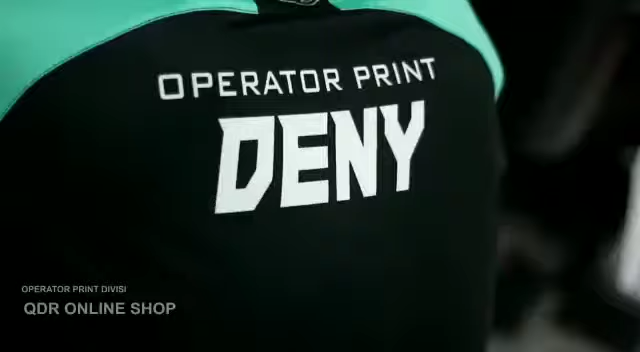 OPERATOR PRINT
DENY
OPERATOR PRINT DIVISI
QDR ONLINE SHOP